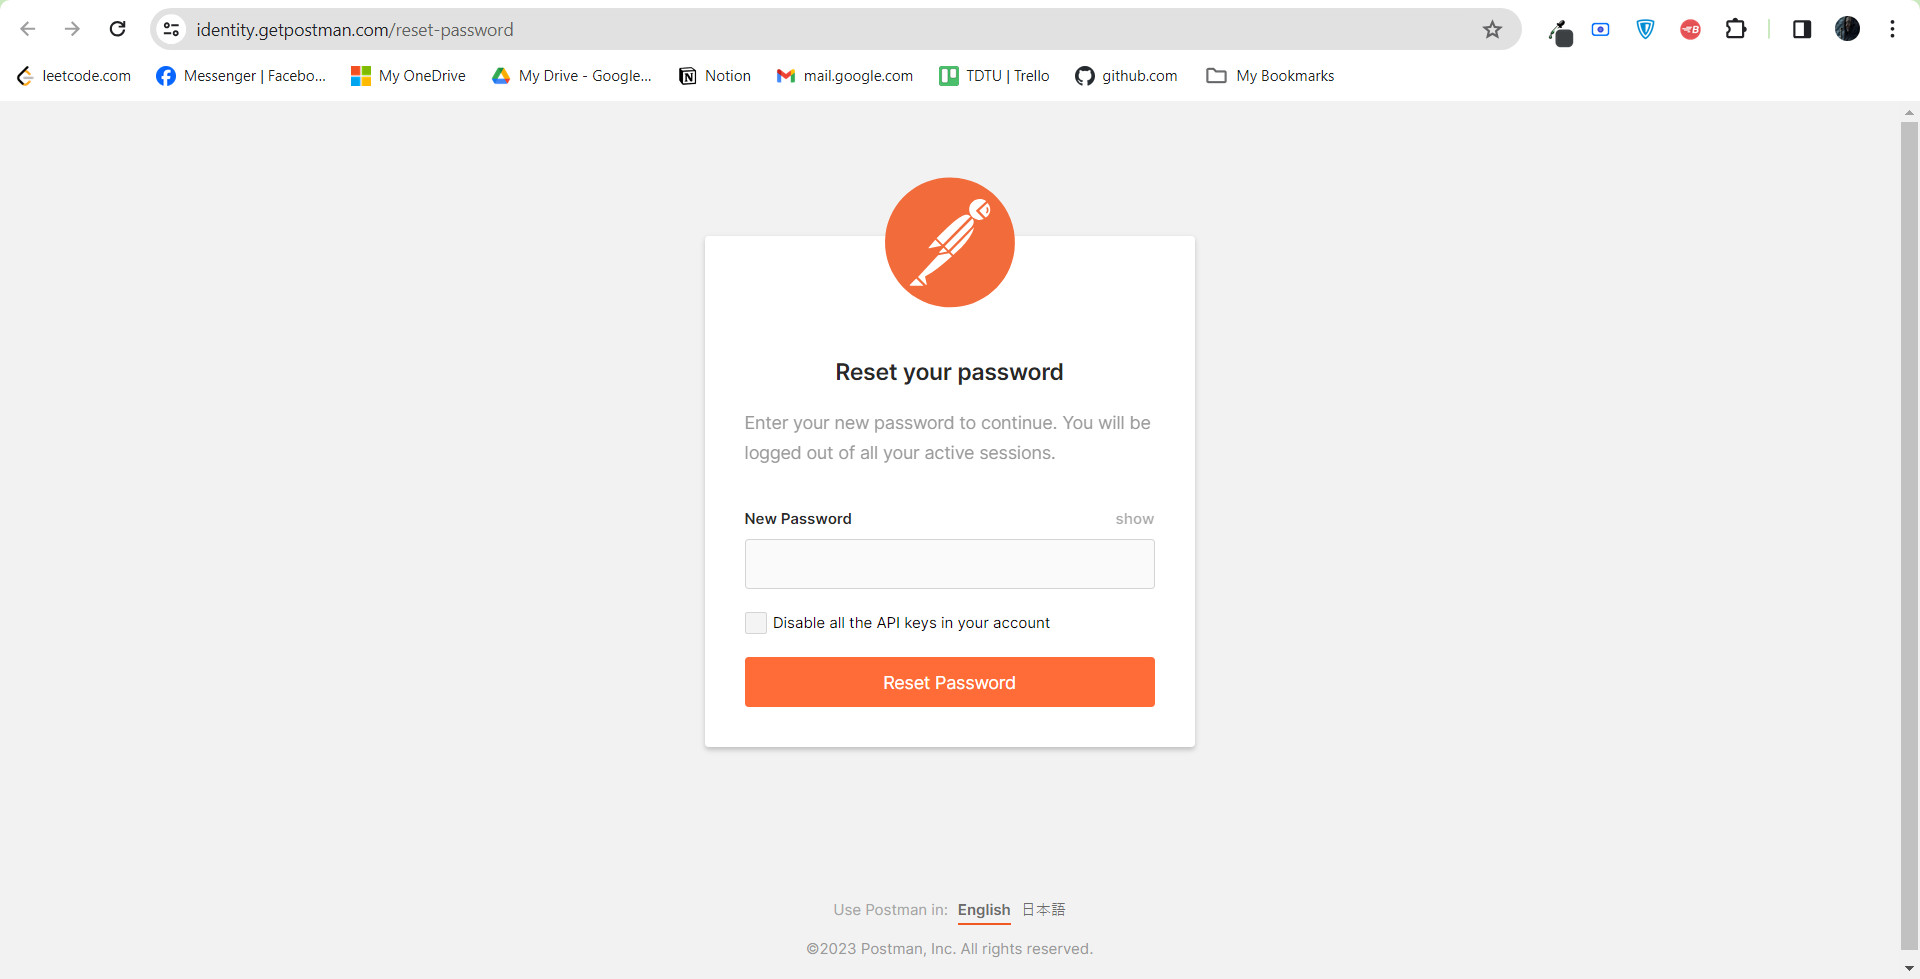 identity.getpostman.com/reset-password
leetcode.com
Messenger | Facebo...
My OneDrive
My Drive - Google...
Notion
mail.google.com
TDTU | Trello
github.com
My Bookmarks
Reset your password
Enter your new password to continue. You will be
logged out of all your active sessions.
New Password
show
Disable all the API keys in your account
Reset Password
Use Postman in: English 日本語
©2023 Postman, Inc. All rights reserved.